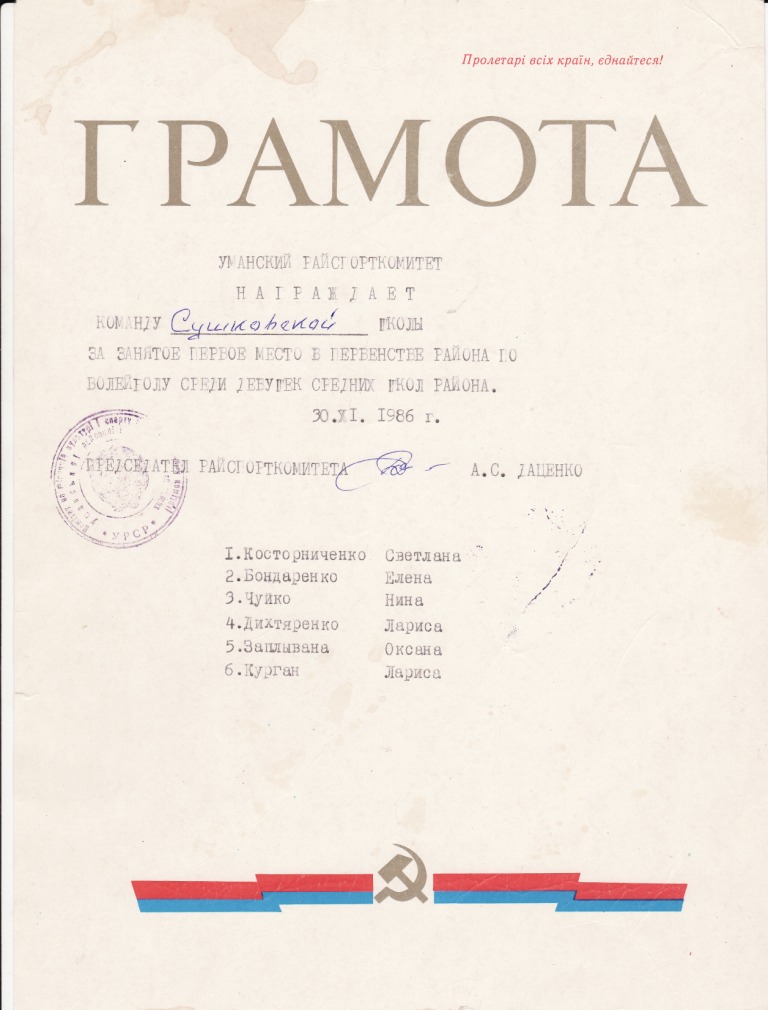 Пролетарі всіх країн, єднайтеся!
ГРАМОТА
УМАНСКИЙ РАЙСПОРТКОМИТЕТ
НАГРАЖДАЕТ
КОМАНДУ Сушковской ШКОЛЫ
ЗА ЗАНЯТОЕ ПЕРВОЕ МЕСТО В ПЕРВЕНСТВЕ РАЙОНА ПО
ВОЛЕЙБОЛУ СРЕДИ ДЕВУШЕК СРЕДНИХ ШКОЛ РАЙОНА.
30.XI. 1986 г.
ПРЕДСЕДАТЕЛ РАЙСПОРТКОМИТЕТА А.С. ДАЦЕНКО
УРСР
1.Косторниченко Светлана
2.Бондаренко Елена
3.Чуйко Нина
4.Дихтяренко Лариса
5.Заплывана Оксана
6.Курган Лариса